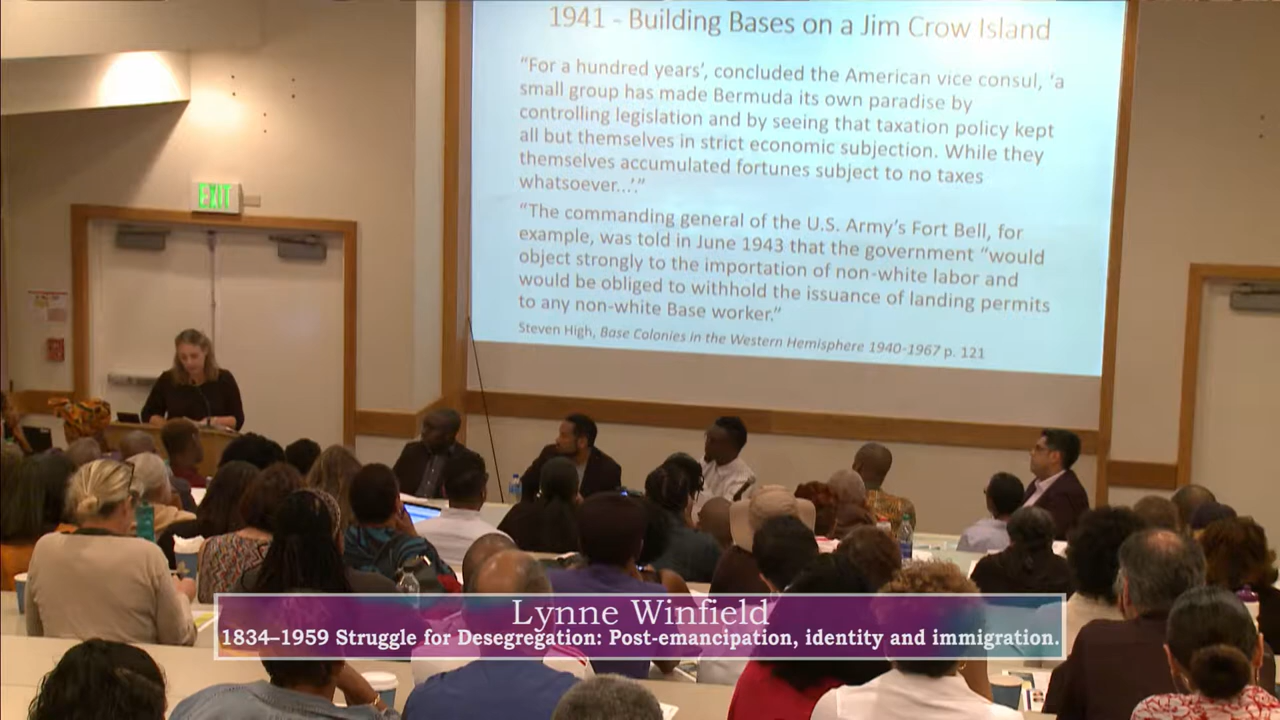 1941 - Building Bases on a Jim Crow Island
“For a hundred years’, concluded the American vice consul, ‘a
small group has made Bermuda its own paradise by
controlling legislation and by seeing that taxation policy kept
all but themselves in strict economic subjection. While they
themselves accumulated fortunes subject to no taxes
whatsoever...’”
“The commanding general of the U.S. Army’s Fort Bell, for
example, was told in June 1943 that the government “would
object strongly to the importation of non-white labor and
would be obliged to withhold the issuance of landing permits
to any non-white Base worker.”
Steven High, Base Colonies in the Western Hemisphere 1940-1967 p. 121
EXIT
Lynne Winfield
1834–1959 Struggle for Desegregation: Post-emancipation, identity and immigration.